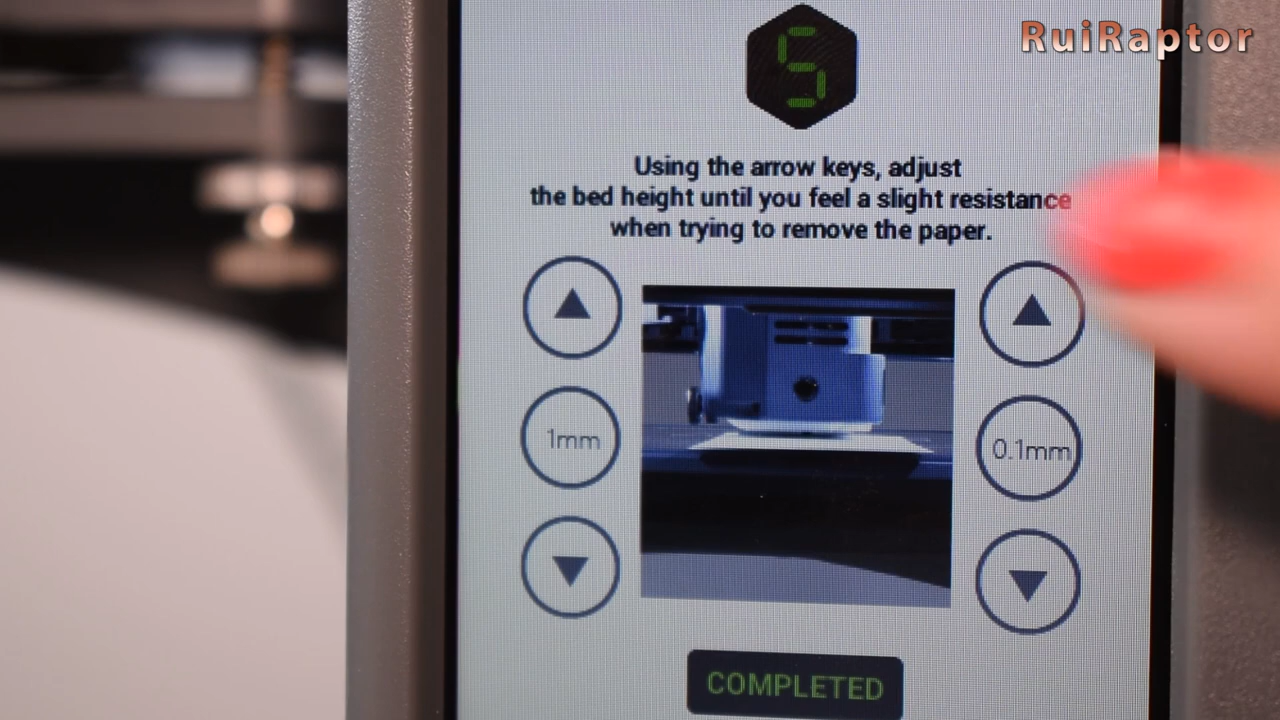 RuiRaptor
5
Using the arrow keys, adjust
the bed height until you feel a slight resistance
when trying to remove the paper.
1mm
0.1mm
COMPLETED